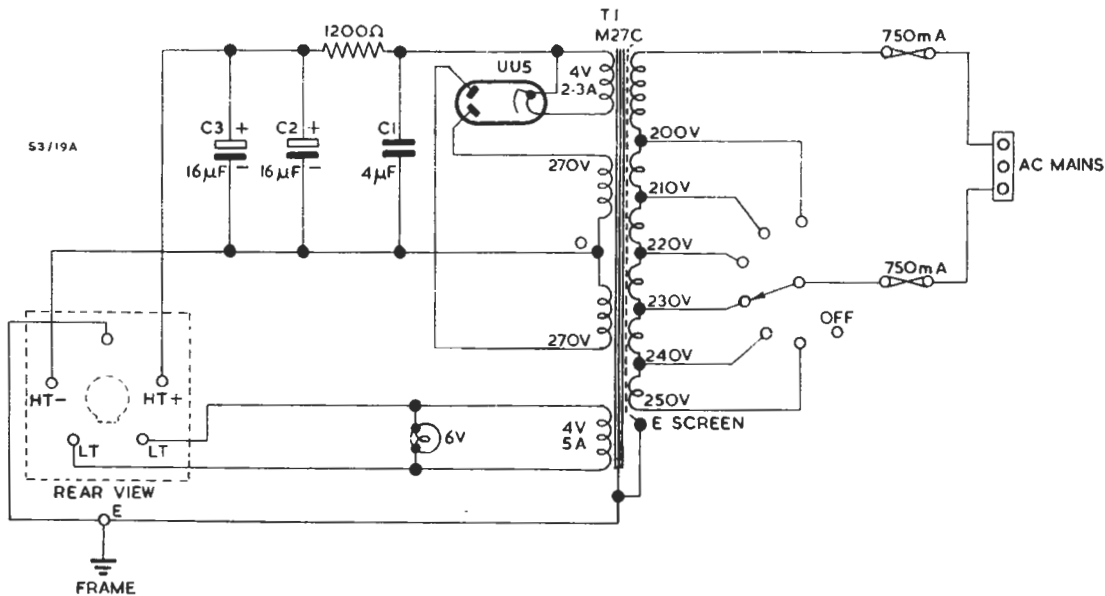 T1
M27C
1200Ω
750mA
UU5
4V
2·3A
C3 +
16μF −
C2 +
16μF −
C1
4μF
S3/19A
200V
AC MAINS
270V
210V
O
220V
750mA
230V
OFF
270V
240V
250V
HT−
HT+
E SCREEN
LT
LT
6V
4V
5A
REAR VIEW
E
FRAME